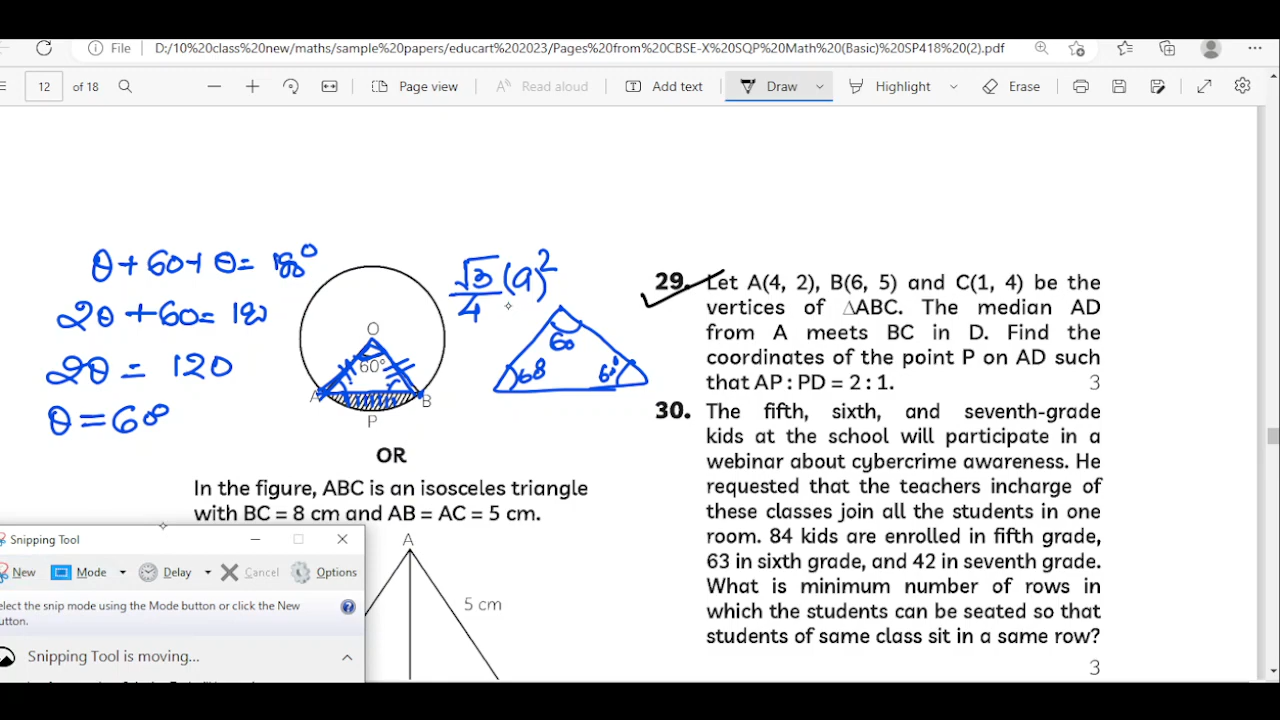 File
D:/10%20class%20new/maths/sample%20papers/educart%202023/Pages%20from%20CBSE-X%20SQP%20Math%20(Basic)%20SP418%20(2).pdf
12 of 18
Page view
Read aloud
Add text
Draw
Highlight
Erase
θ + 60 + θ = 180°
2θ + 60 = 180
2θ = 120
θ = 60°
O
60°
A
B
P
√3/4 (a)²
60
60
60°
OR
In the figure, ABC is an isosceles triangle
with BC = 8 cm and AB = AC = 5 cm.
A
5 cm
Snipping Tool
New Mode Delay Cancel Options
elect the snip mode using the Mode button or click the New
utton.
Snipping Tool is moving...
29. Let A(4, 2), B(6, 5) and C(1, 4) be the
vertices of △ABC. The median AD
from A meets BC in D. Find the
coordinates of the point P on AD such
that AP : PD = 2 : 1. 3
30. The fifth, sixth, and seventh-grade
kids at the school will participate in a
webinar about cybercrime awareness. He
requested that the teachers incharge of
these classes join all the students in one
room. 84 kids are enrolled in fifth grade,
63 in sixth grade, and 42 in seventh grade.
What is minimum number of rows in
which the students can be seated so that
students of same class sit in a same row?
3